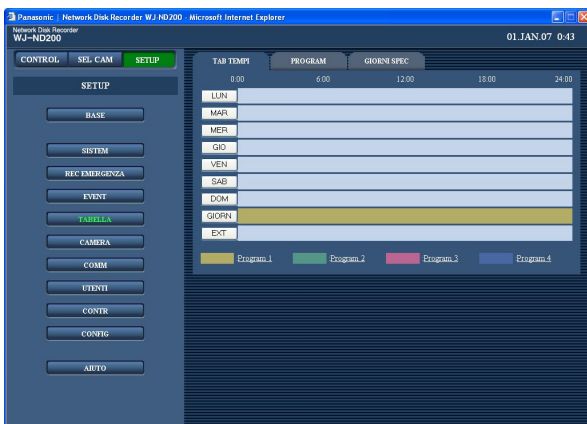 Panasonic | Network Disk Recorder WJ-ND200 - Microsoft Internet Explorer
Network Disk Recorder
WJ-ND200
01.JAN.07 0:43
CONTROL SEL CAM SETUP
SETUP
BASE
SISTEM
REC EMERGENZA
EVENT
TABELLA
CAMERA
COMM
UTENTI
CONTR
CONFIG
AIUTO
TAB TEMPI PROGRAM GIORNI SPEC
0:00 6:00 12:00 18:00 24:00
LUN
MAR
MER
GIO
VEN
SAB
DOM
GIORN
EXT
Program 1 Program 2 Program 3 Program 4